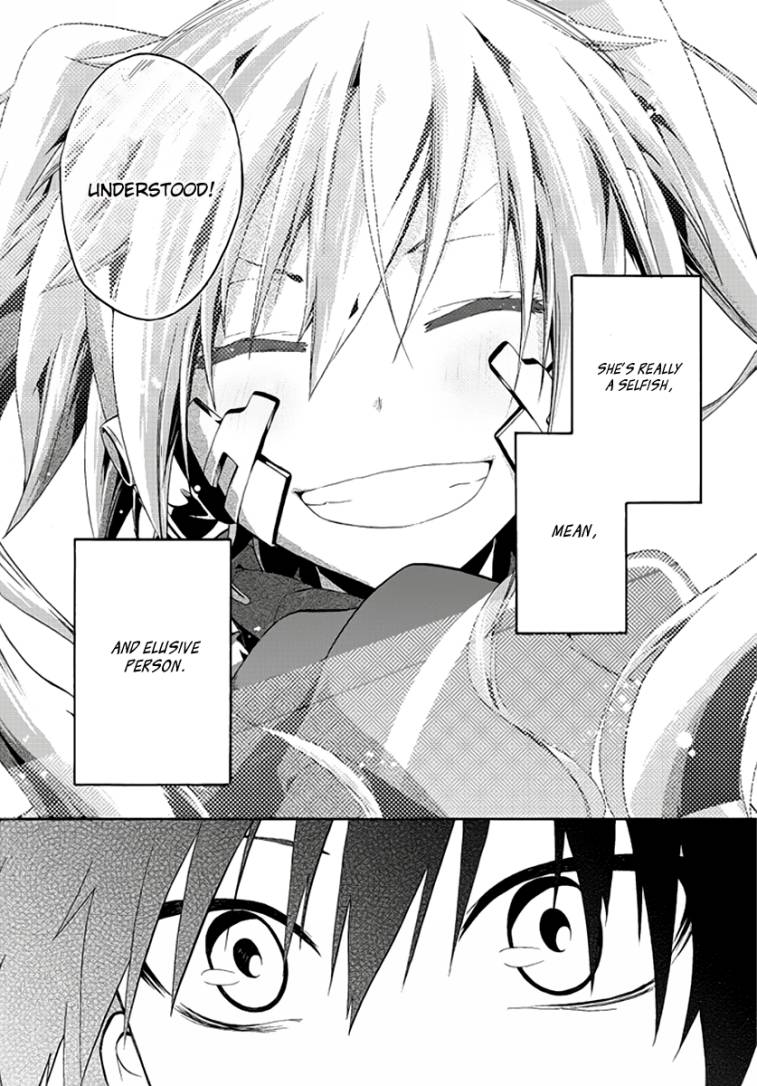 UNDERSTOOD!
SHE'S REALLY
A SELFISH,
MEAN,
AND ELUSIVE
PERSON.